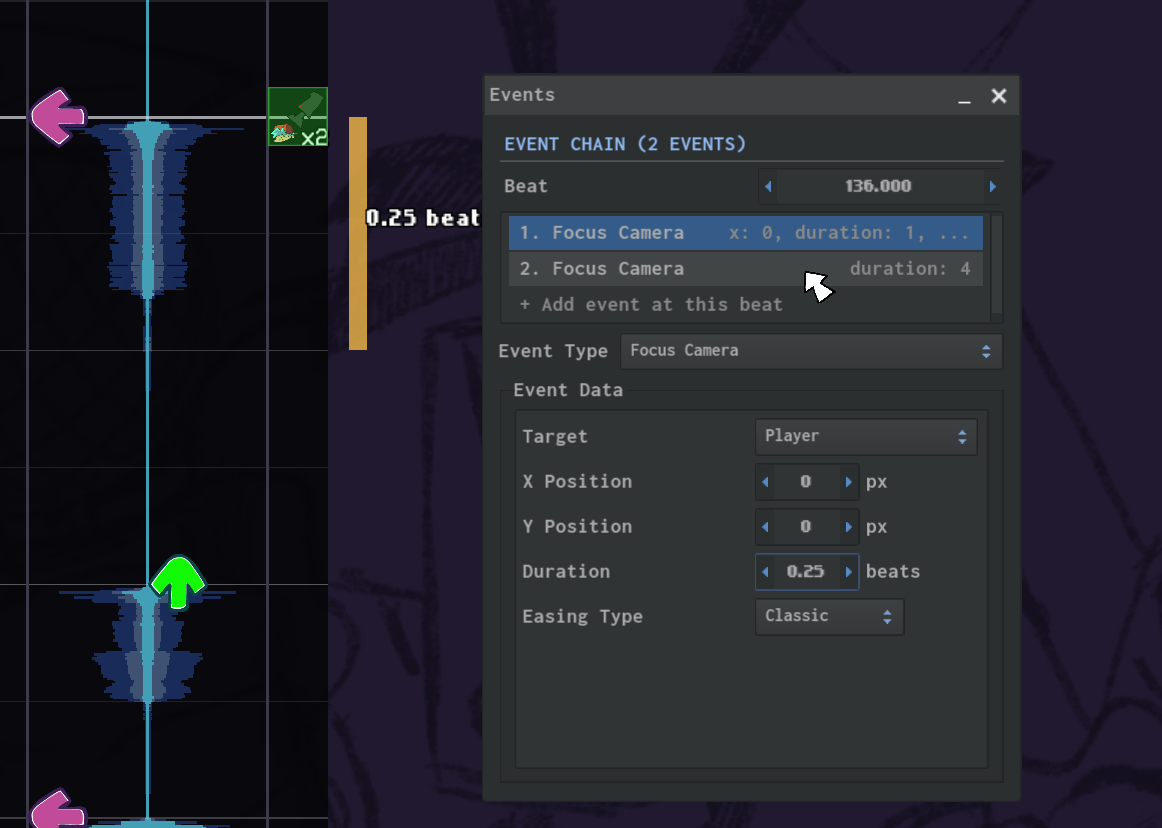 x2
0.25 beat
Events
EVENT CHAIN (2 EVENTS)
Beat 136.000
1. Focus Camera x: 0, duration: 1, ...
2. Focus Camera duration: 4
+ Add event at this beat
Event Type Focus Camera
Event Data
Target Player
X Position 0 px
Y Position 0 px
Duration 0.25 beats
Easing Type Classic